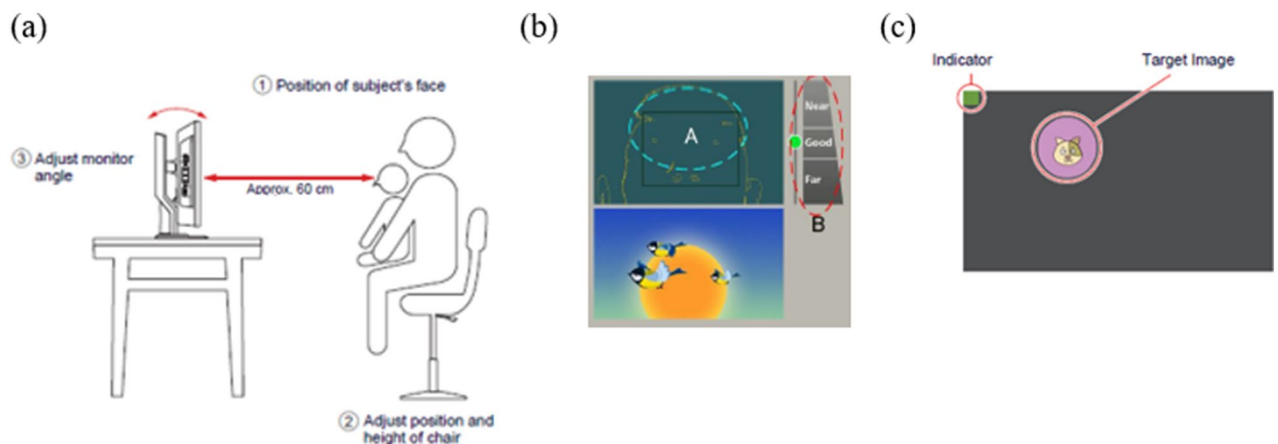 (a)
① Position of subject's face
③ Adjust monitor
angle
Approx. 60 cm
② Adjust position and
height of chair
(b)
A
Near
Good
Far
B
(c)
Indicator
Target Image